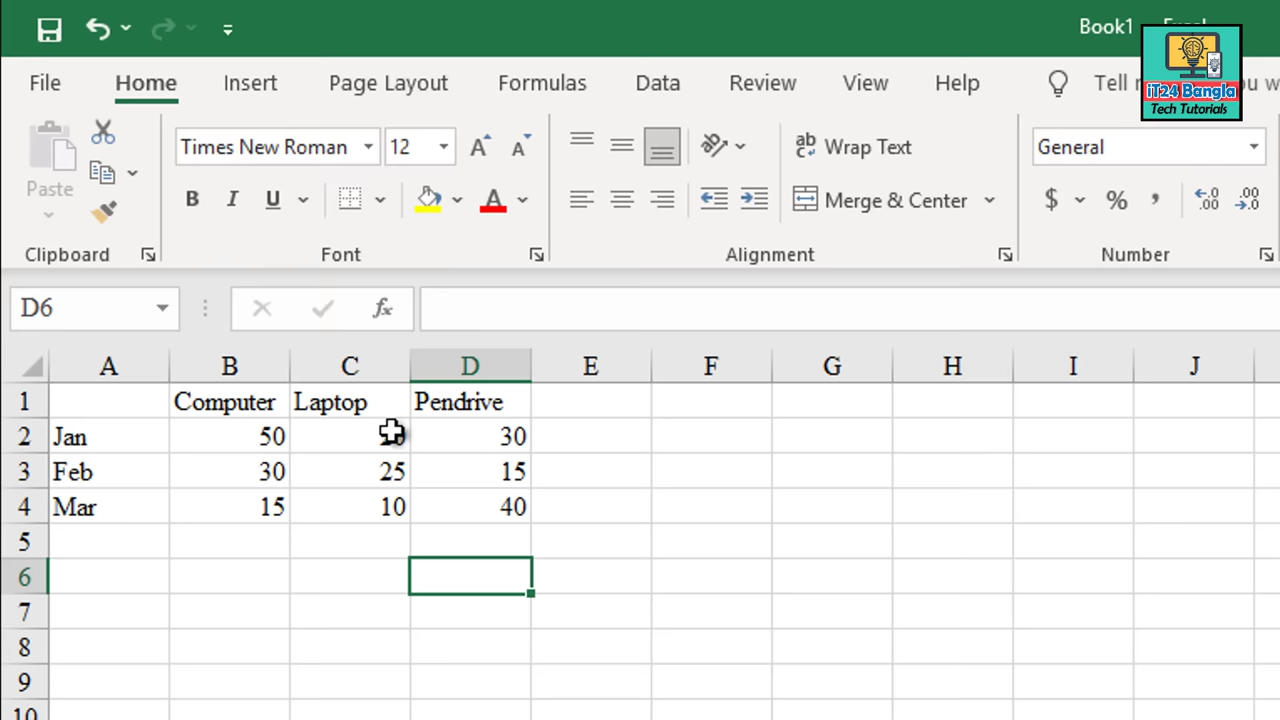 Book1 - Excel
File Home Insert Page Layout Formulas Data Review View Help Tell
iT24 Bangla
Tech Tutorials
Paste
Times New Roman 12
Wrap Text
General
B I U A
Merge & Center
$ % , .00
Clipboard Font Alignment Number
D6 fx
A B C D E F G H I J
1 Computer Laptop Pendrive
2 Jan 50 30
3 Feb 30 25 15
4 Mar 15 10 40
5
6
7
8
9
10